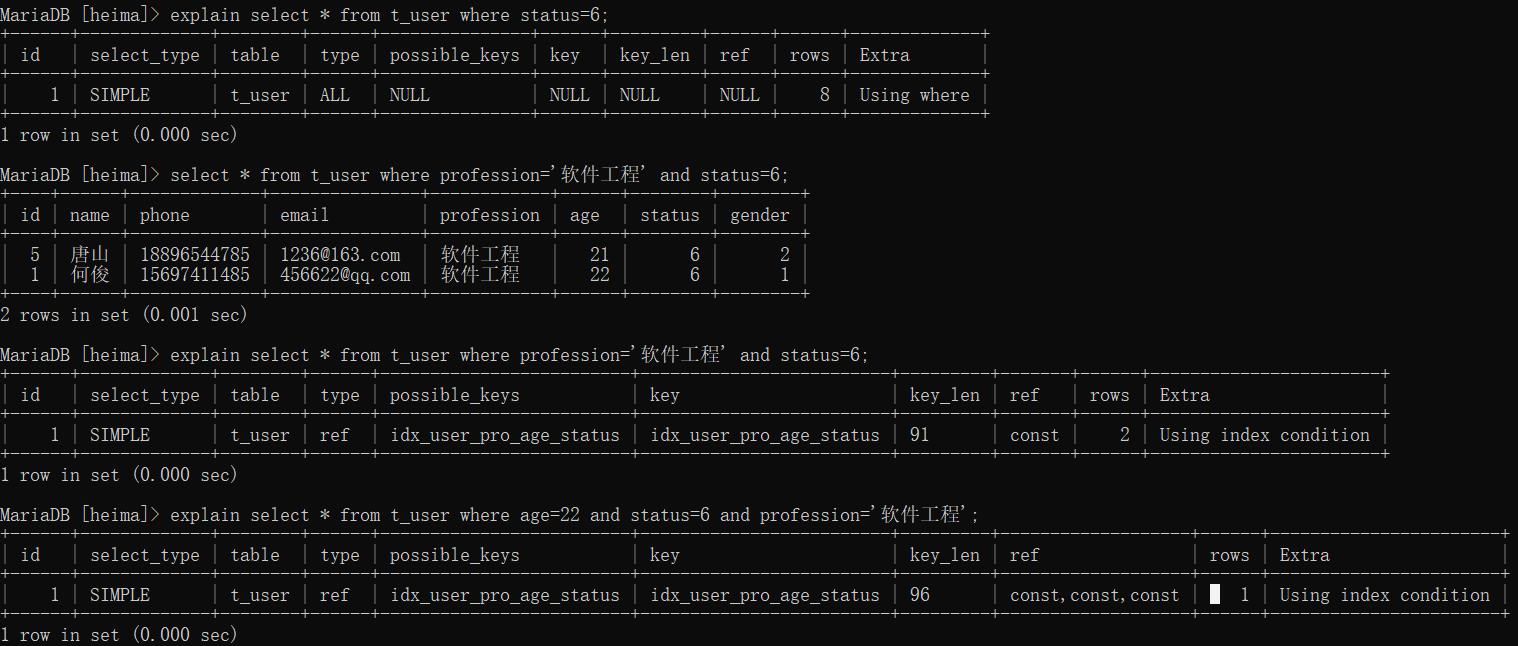 MariaDB [heima]> explain select * from t_user where status=6;
+------+-------------+--------+------+---------------+------+---------+------+------+-------------+
| id | select_type | table | type | possible_keys | key | key_len | ref | rows | Extra |
+------+-------------+--------+------+---------------+------+---------+------+------+-------------+
| 1 | SIMPLE | t_user | ALL | NULL | NULL | NULL | NULL | 8 | Using where |
+------+-------------+--------+------+---------------+------+---------+------+------+-------------+
1 row in set (0.000 sec)
MariaDB [heima]> select * from t_user where profession='软件工程' and status=6;
+----+------+-------------+---------------+------------+------+--------+--------+
| id | name | phone | email | profession | age | status | gender |
+----+------+-------------+---------------+------------+------+--------+--------+
| 5 | 唐山 | 18896544785 | 1236@163.com | 软件工程 | 21 | 6 | 2 |
| 1 | 何俊 | 15697411485 | 456622@qq.com | 软件工程 | 22 | 6 | 1 |
+----+------+-------------+---------------+------------+------+--------+--------+
2 rows in set (0.001 sec)
MariaDB [heima]> explain select * from t_user where profession='软件工程' and status=6;
+------+-------------+--------+------+-------------------------+-------------------------+---------+-------+------+-----------------------+
| id | select_type | table | type | possible_keys | key | key_len | ref | rows | Extra |
+------+-------------+--------+------+-------------------------+-------------------------+---------+-------+------+-----------------------+
| 1 | SIMPLE | t_user | ref | idx_user_pro_age_status | idx_user_pro_age_status | 91 | const | 2 | Using index condition |
+------+-------------+--------+------+-------------------------+-------------------------+---------+-------+------+-----------------------+
1 row in set (0.000 sec)
MariaDB [heima]> explain select * from t_user where age=22 and status=6 and profession='软件工程';
+------+-------------+--------+------+-------------------------+-------------------------+---------+-------------------+------+-----------------------+
| id | select_type | table | type | possible_keys | key | key_len | ref | rows | Extra |
+------+-------------+--------+------+-------------------------+-------------------------+---------+-------------------+------+-----------------------+
| 1 | SIMPLE | t_user | ref | idx_user_pro_age_status | idx_user_pro_age_status | 96 | const,const,const | 1 | Using index condition |
+------+-------------+--------+------+-------------------------+-------------------------+---------+-------------------+------+-----------------------+
1 row in set (0.000 sec)